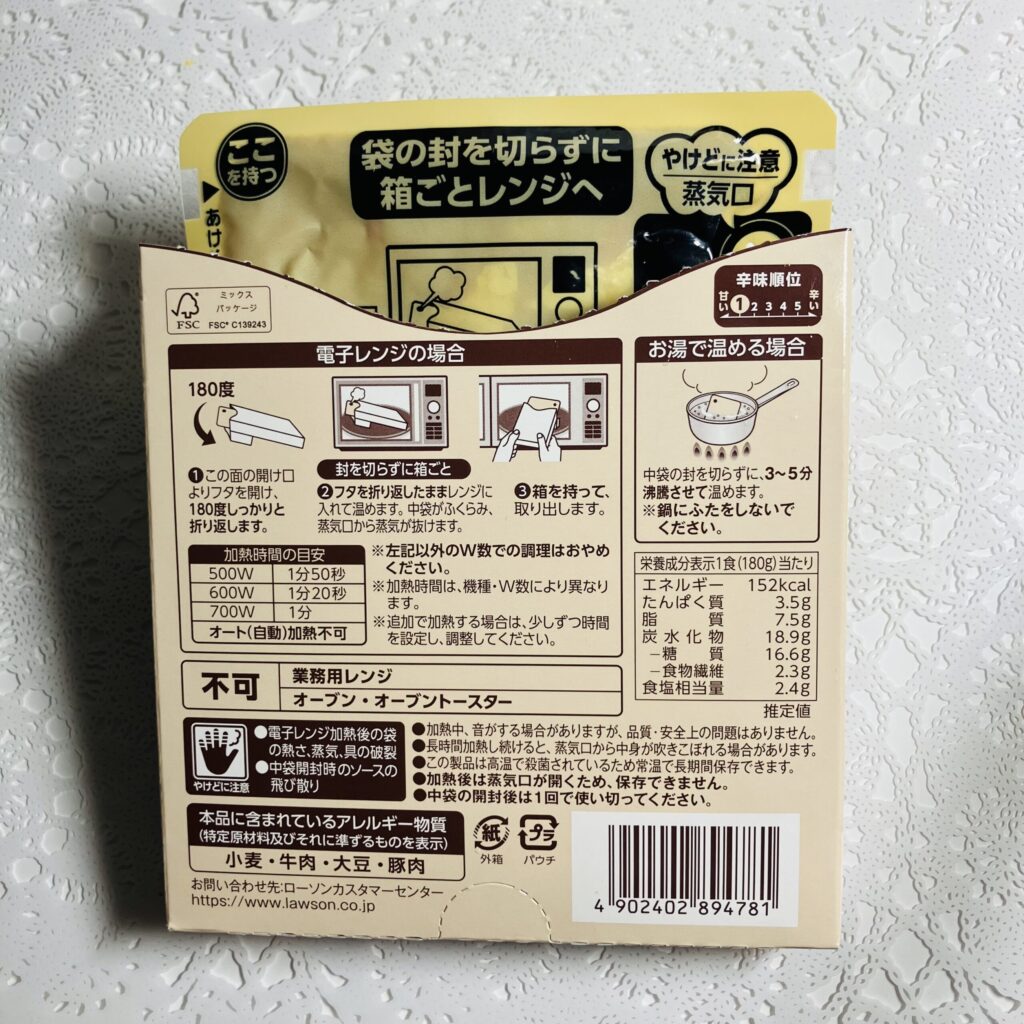 ここ
を持つ
袋の封を切らずに
箱ごとレンジへ
やけどに注意
蒸気口
あけ
FSC
ミックス
パッケージ
FSC® C139243
辛味順位
甘い 1 2 3 4 5 辛い
電子レンジの場合
180度
❶この面の開け口
よりフタを開け、
180度しっかりと
折り返します。
封を切らずに箱ごと
❷フタを折り返したままレンジに
入れて温めます。中袋がふくらみ、
蒸気口から蒸気が抜けます。
❸箱を持って、
取り出します。
加熱時間の目安
500W 1分50秒
600W 1分20秒
700W 1分
オート(自動)加熱不可
※左記以外のW数での調理はおやめ
ください。
※加熱時間は、機種・W数により異なり
ます。
※追加で加熱する場合は、少しずつ時間
を設定し、調整してください。
お湯で温める場合
中袋の封を切らずに、3〜5分
沸騰させて温めます。
※鍋にふたをしないで
ください。
栄養成分表示1食(180g)当たり
エネルギー 152kcal
たんぱく質 3.5g
脂質 7.5g
炭水化物 18.9g
−糖質 16.6g
−食物繊維 2.3g
食塩相当量 2.4g
推定値
不可
業務用レンジ
オーブン・オーブントースター
やけどに注意
●電子レンジ加熱後の袋
の熱さ、蒸気、具の破裂
●中袋開封時のソースの
飛び散り
●加熱中、音がする場合がありますが、品質・安全上の問題はありません。
●長時間加熱し続けると、蒸気口から中身が吹きこぼれる場合があります。
●この製品は高温で殺菌されているため常温で長期間保存できます。
●加熱後は蒸気口が開くため、保存できません。
●中袋の開封後は1回で使い切ってください。
本品に含まれているアレルギー物質
(特定原材料及びそれに準ずるものを表示)
小麦・牛肉・大豆・豚肉
お問い合わせ先:ローソンカスタマーセンター
https://www.lawson.co.jp
紙
外箱
プラ
パウチ
4 902402 894781